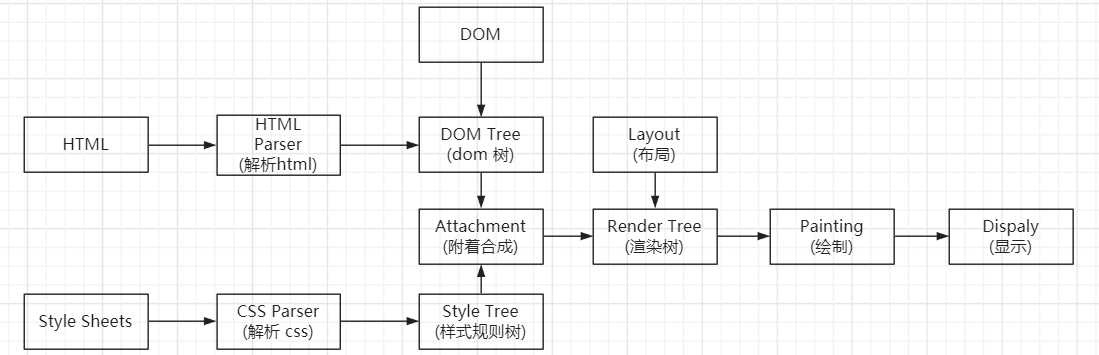 DOM
HTML
HTML
Parser
(解析html)
DOM Tree
(dom 树)
Layout
(布局)
Attachment
(附着合成)
Render Tree
(渲染树)
Painting
(绘制)
Dispaly
(显示)
Style Sheets
CSS Parser
(解析 css)
Style Tree
(样式规则树)